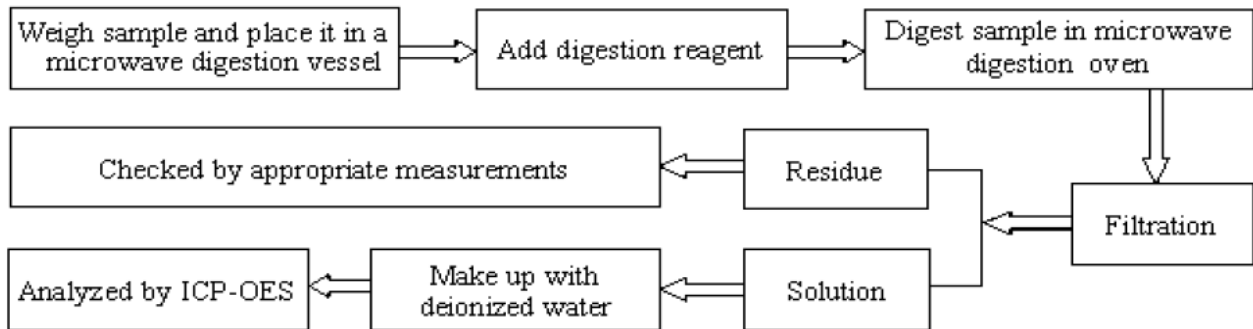 Weigh sample and place it in a
microwave digestion vessel
Add digestion reagent
Digest sample in microwave
digestion oven
Filtration
Residue
Checked by appropriate measurements
Solution
Make up with
deionized water
Analyzed by ICP-OES